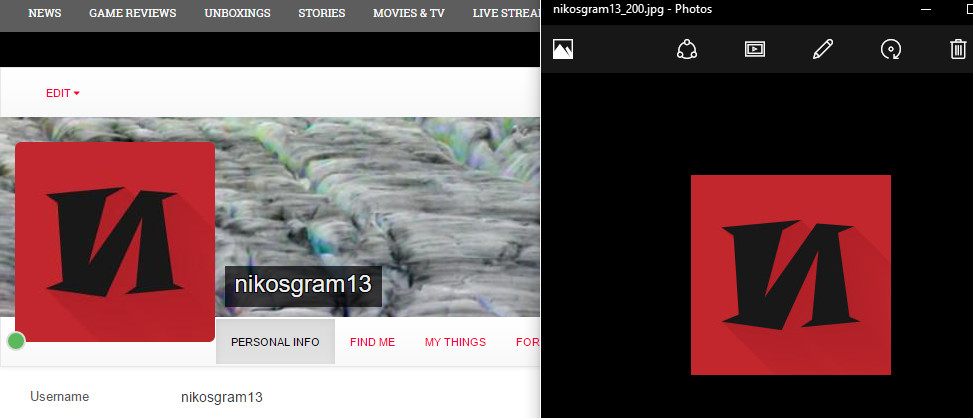 NEWS GAME REVIEWS UNBOXINGS STORIES MOVIES & TV LIVE STREA
EDIT
nikosgram13
PERSONAL INFO FIND ME MY THINGS FOR
Username nikosgram13
nikosgram13_200.jpg - Photos
И
И